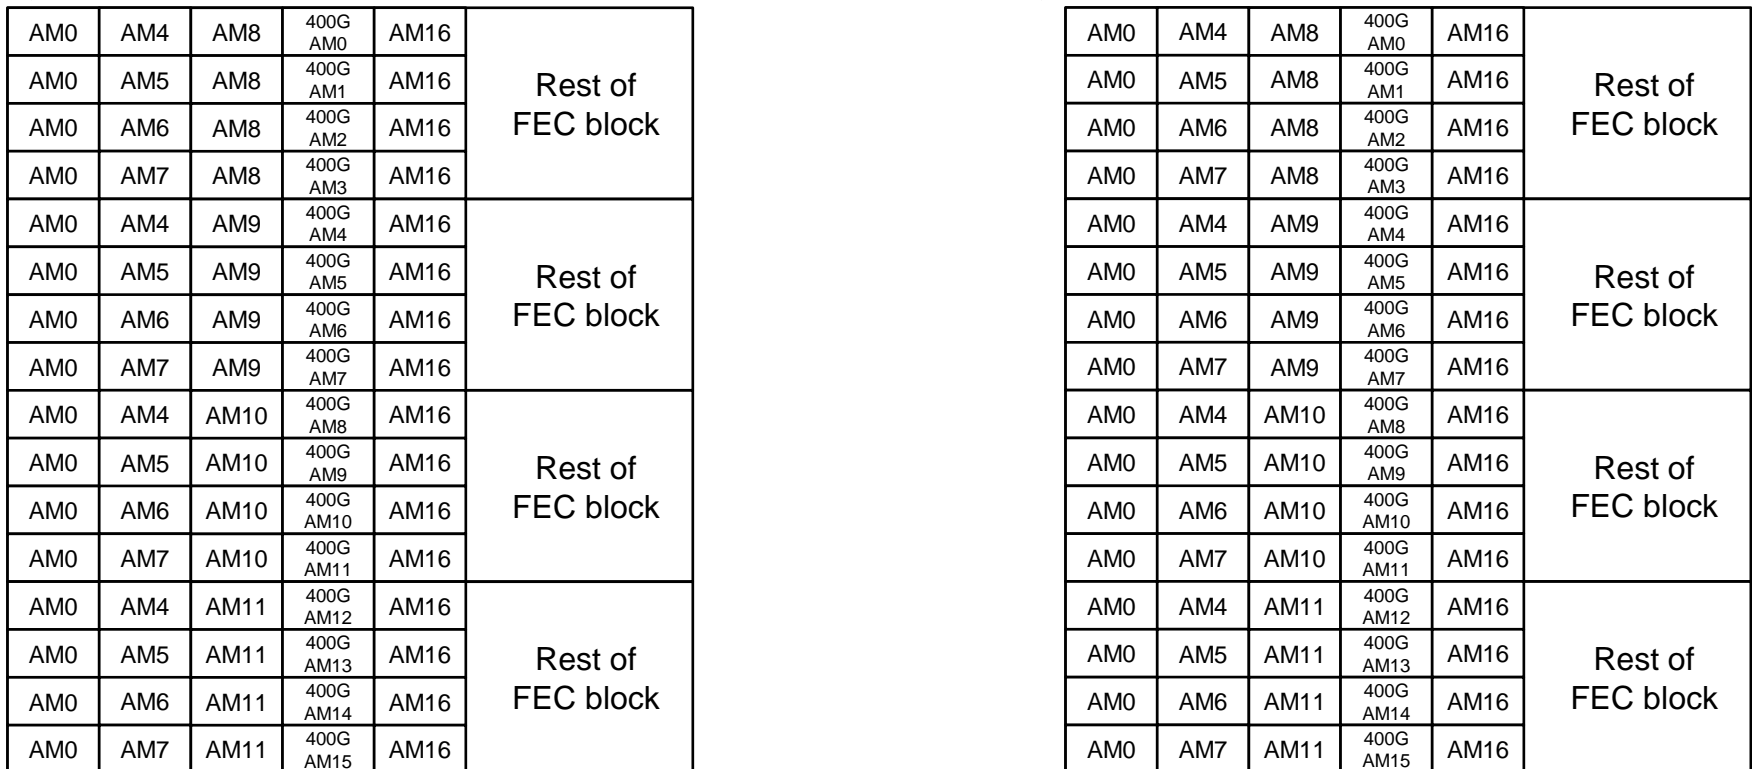 AM0 AM4 AM8 400G AM0 AM16
AM0 AM5 AM8 400G AM1 AM16
AM0 AM6 AM8 400G AM2 AM16
AM0 AM7 AM8 400G AM3 AM16
Rest of
FEC block
AM0 AM4 AM9 400G AM4 AM16
AM0 AM5 AM9 400G AM5 AM16
AM0 AM6 AM9 400G AM6 AM16
AM0 AM7 AM9 400G AM7 AM16
Rest of
FEC block
AM0 AM4 AM10 400G AM8 AM16
AM0 AM5 AM10 400G AM9 AM16
AM0 AM6 AM10 400G AM10 AM16
AM0 AM7 AM10 400G AM11 AM16
Rest of
FEC block
AM0 AM4 AM11 400G AM12 AM16
AM0 AM5 AM11 400G AM13 AM16
AM0 AM6 AM11 400G AM14 AM16
AM0 AM7 AM11 400G AM15 AM16
Rest of
FEC block
AM0 AM4 AM8 400G AM0 AM16
AM0 AM5 AM8 400G AM1 AM16
AM0 AM6 AM8 400G AM2 AM16
AM0 AM7 AM8 400G AM3 AM16
Rest of
FEC block
AM0 AM4 AM9 400G AM4 AM16
AM0 AM5 AM9 400G AM5 AM16
AM0 AM6 AM9 400G AM6 AM16
AM0 AM7 AM9 400G AM7 AM16
Rest of
FEC block
AM0 AM4 AM10 400G AM8 AM16
AM0 AM5 AM10 400G AM9 AM16
AM0 AM6 AM10 400G AM10 AM16
AM0 AM7 AM10 400G AM11 AM16
Rest of
FEC block
AM0 AM4 AM11 400G AM12 AM16
AM0 AM5 AM11 400G AM13 AM16
AM0 AM6 AM11 400G AM14 AM16
AM0 AM7 AM11 400G AM15 AM16
Rest of
FEC block